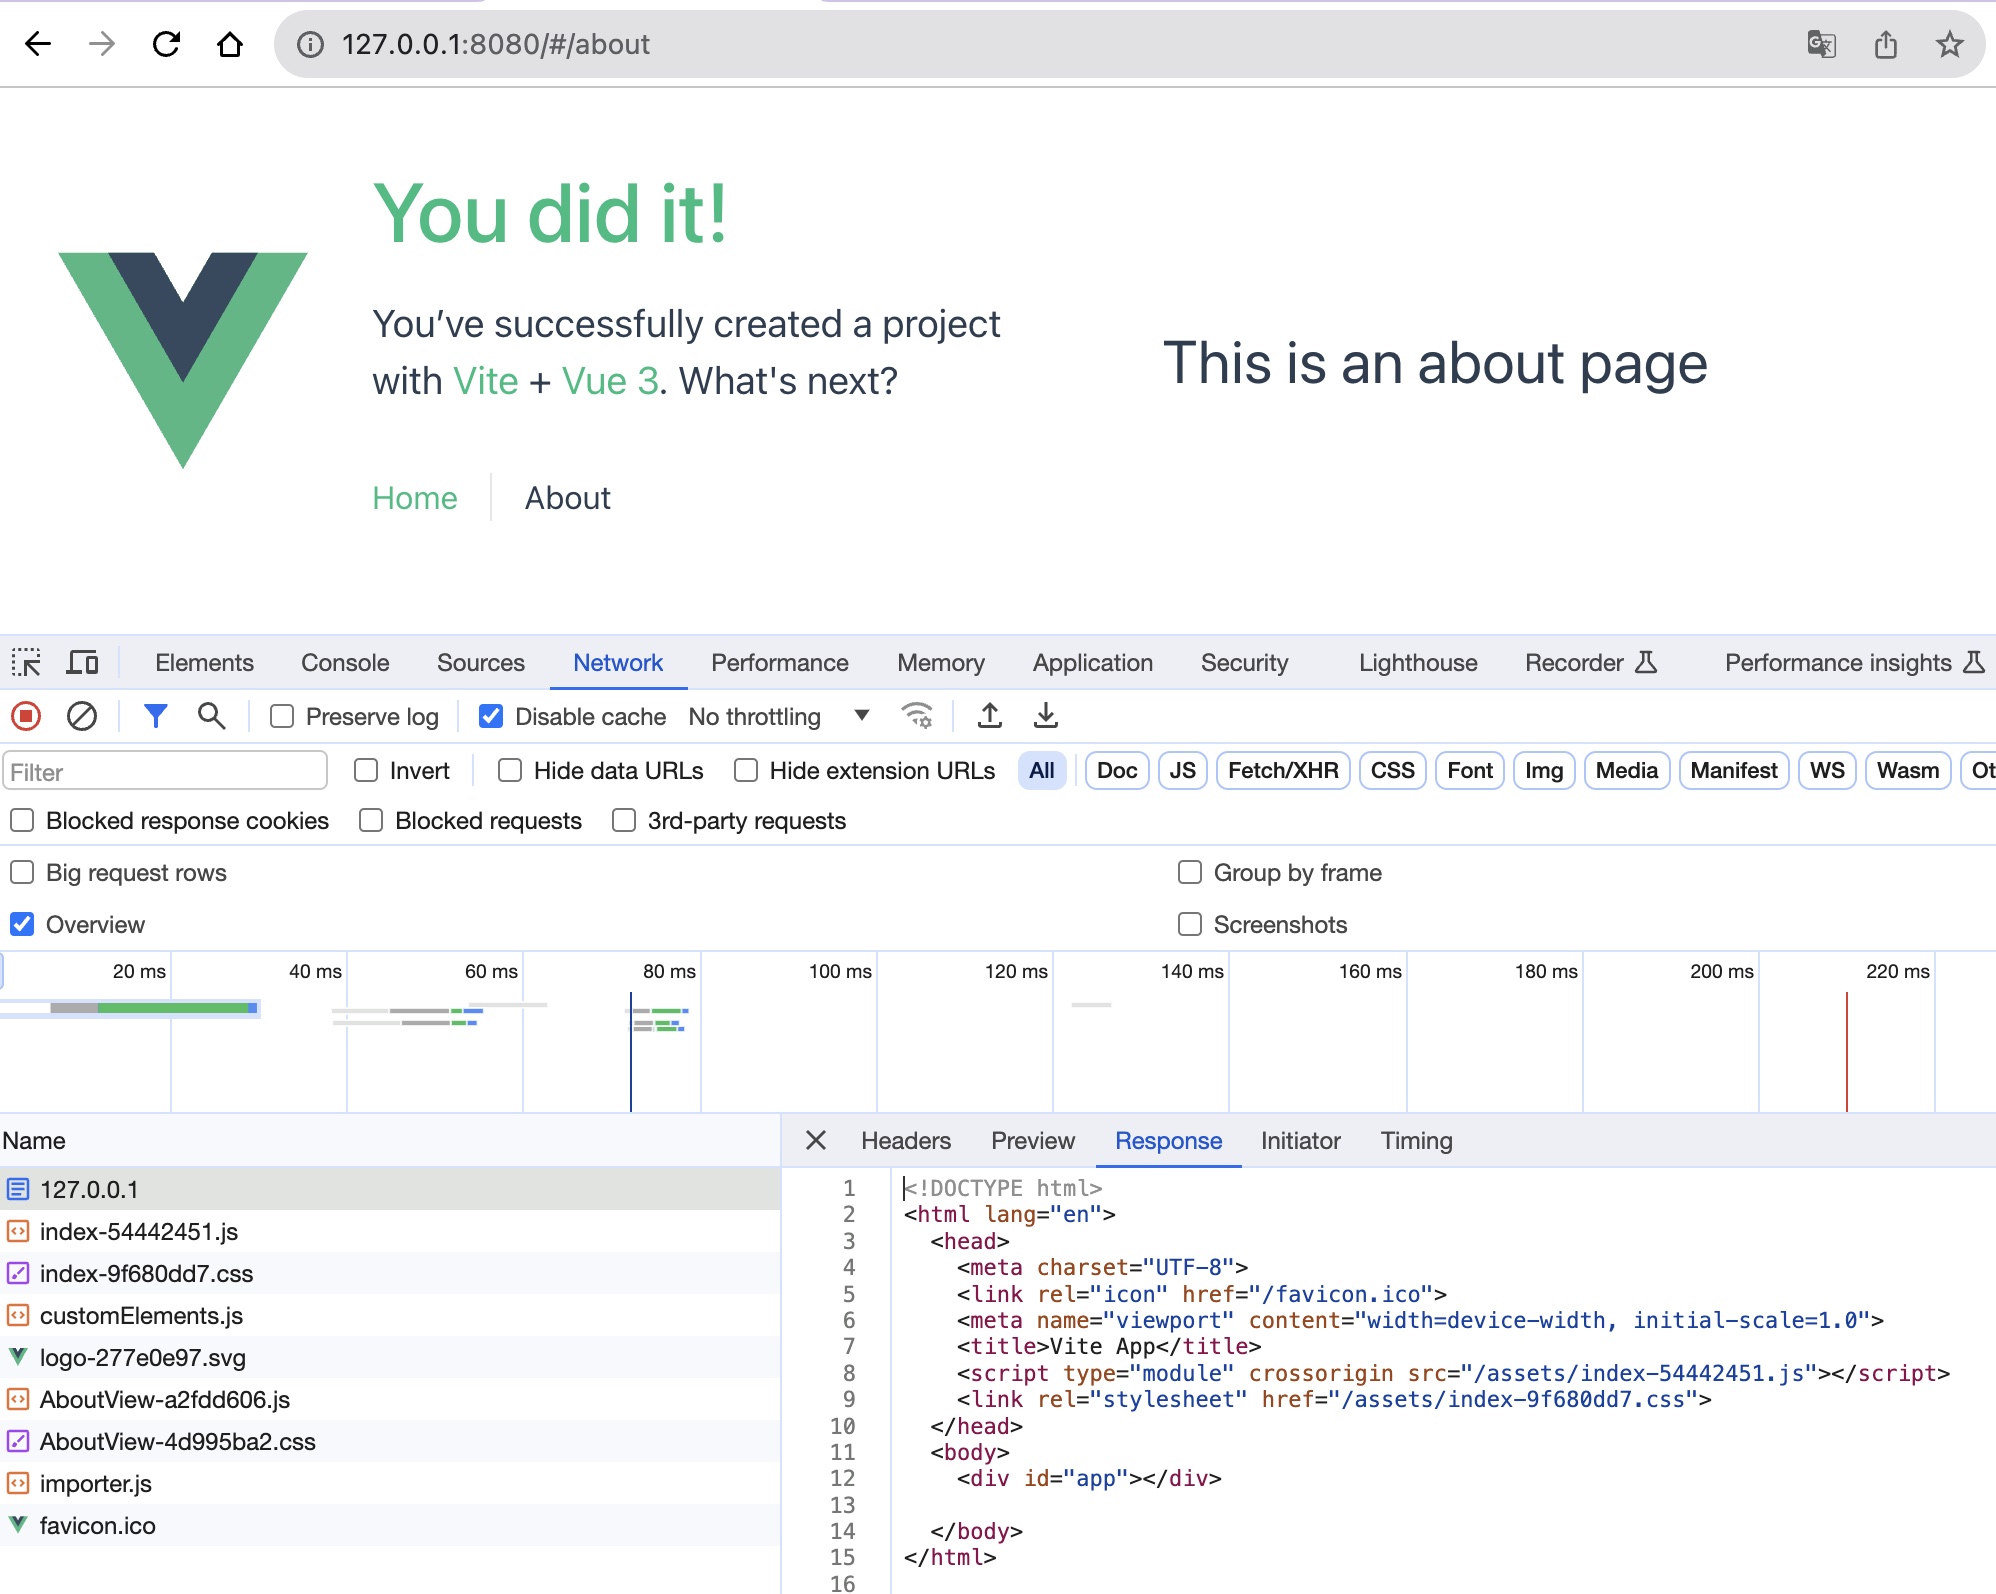 127.0.0.1:8080/#/about
You did it!
You’ve successfully created a project
with Vite + Vue 3. What's next?
Home
About
This is an about page
Elements Console Sources Network Performance Memory Application Security Lighthouse Recorder Performance insights
Preserve log Disable cache No throttling
Filter Invert Hide data URLs Hide extension URLs All Doc JS Fetch/XHR CSS Font Img Media Manifest WS Wasm Ot
Blocked response cookies Blocked requests 3rd-party requests
Big request rows Group by frame
Overview Screenshots
20 ms 40 ms 60 ms 80 ms 100 ms 120 ms 140 ms 160 ms 180 ms 200 ms 220 ms
Name
127.0.0.1
index-54442451.js
index-9f680dd7.css
customElements.js
logo-277e0e97.svg
AboutView-a2fdd606.js
AboutView-4d995ba2.css
importer.js
favicon.ico
Headers Preview Response Initiator Timing
1 <!DOCTYPE html>
2 <html lang="en">
3 <head>
4 <meta charset="UTF-8">
5 <link rel="icon" href="/favicon.ico">
6 <meta name="viewport" content="width=device-width, initial-scale=1.0">
7 <title>Vite App</title>
8 <script type="module" crossorigin src="/assets/index-54442451.js"></script>
9 <link rel="stylesheet" href="/assets/index-9f680dd7.css">
10 </head>
11 <body>
12 <div id="app"></div>
13
14 </body>
15 </html>
16